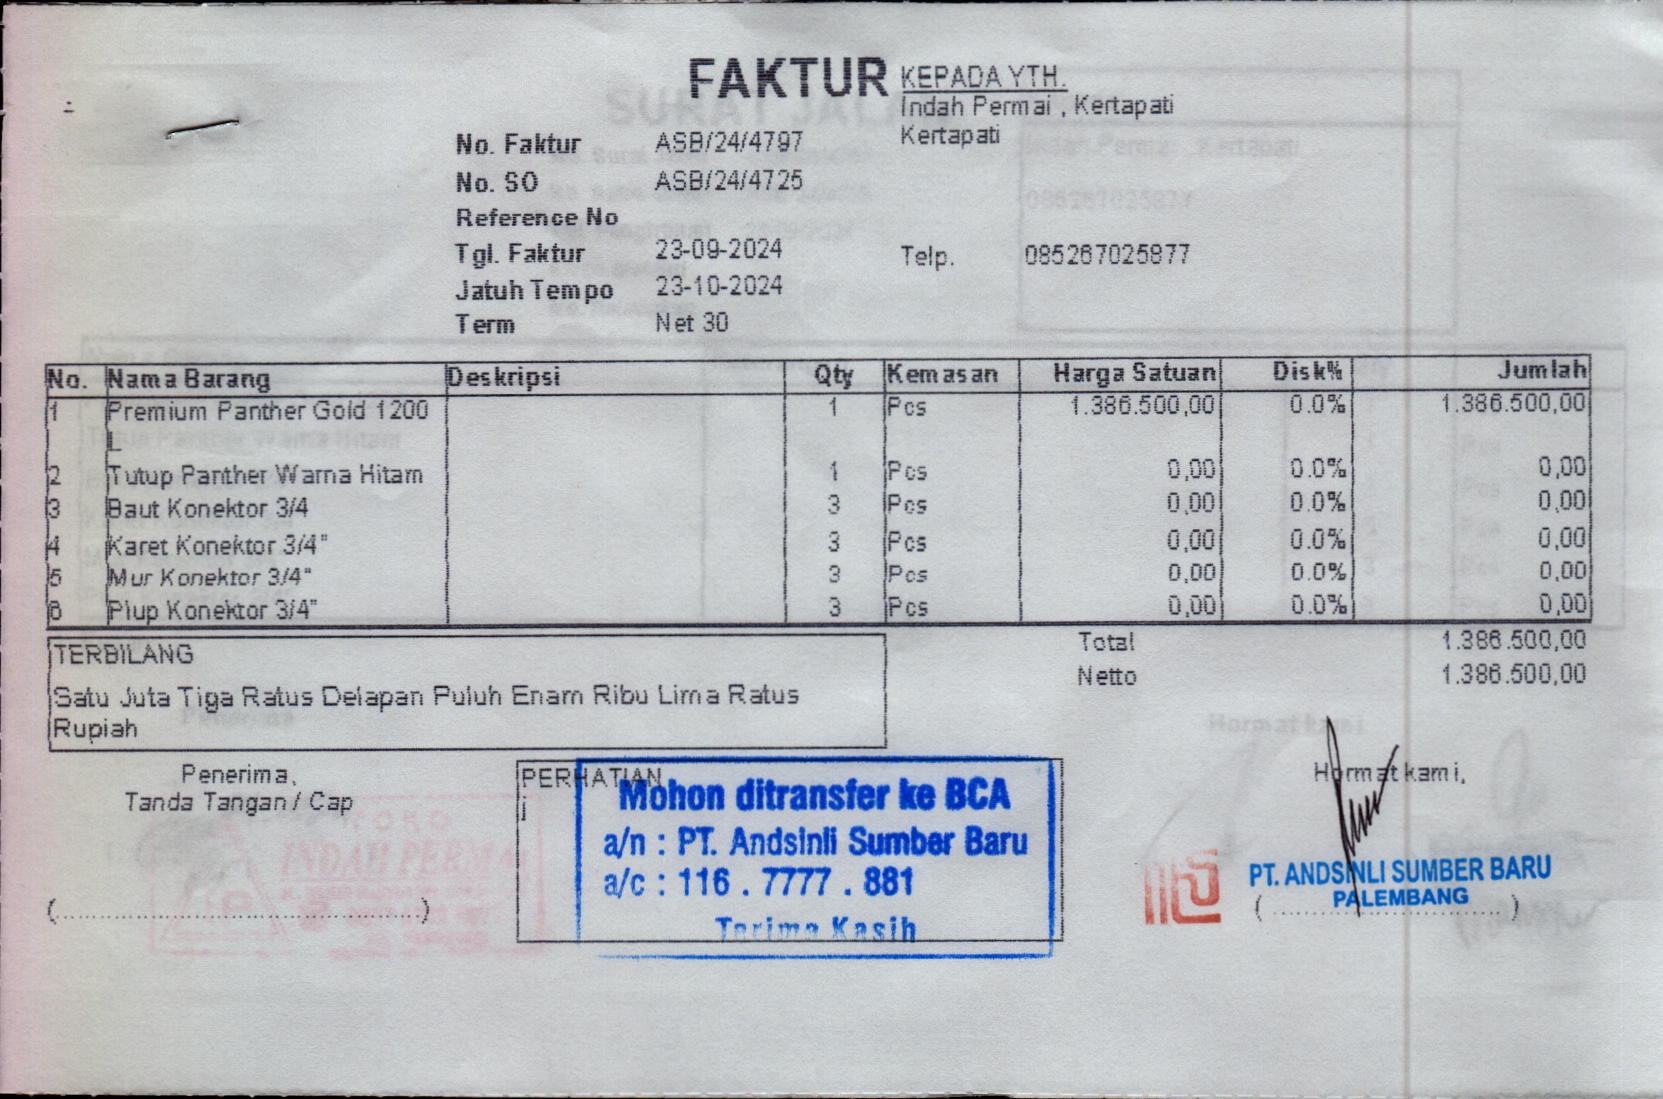 FAKTUR
KEPADA YTH.
Indah Permai , Kertapati
Kertapati
No. Faktur ASB/24/4797
No. SO ASB/24/4725
Reference No
Tgl. Faktur 23-09-2024
Telp. 085267025877
Jatuh Tempo 23-10-2024
Term Net 30
No. Nama Barang Deskripsi Qty Kemasan Harga Satuan Disk% Jumlah
1 Premium Panther Gold 1200 1 Pcs 1.386.500,00 0.0% 1.386.500,00
L
2 Tutup Panther Warna Hitam 1 Pcs 0,00 0.0% 0,00
3 Baut Konektor 3/4 3 Pcs 0,00 0.0% 0,00
4 Karet Konektor 3/4" 3 Pcs 0,00 0.0% 0,00
5 Mur Konektor 3/4" 3 Pcs 0,00 0.0% 0,00
6 Plup Konektor 3/4" 3 Pcs 0,00 0.0% 0,00
TERBILANG
Satu Juta Tiga Ratus Delapan Puluh Enam Ribu Lima Ratus
Rupiah
Total 1.386.500,00
Netto 1.386.500,00
Penerima,
Tanda Tangan / Cap
(..........................................)
PERHATIAN
j
Mohon ditransfer ke BCA
a/n : PT. Andsinli Sumber Baru
a/c : 116 . 7777 . 881
Terima Kasih
Hormat kami,
PT. ANDSINLI SUMBER BARU
PALEMBANG
(..............................)
INDAH PERMAI